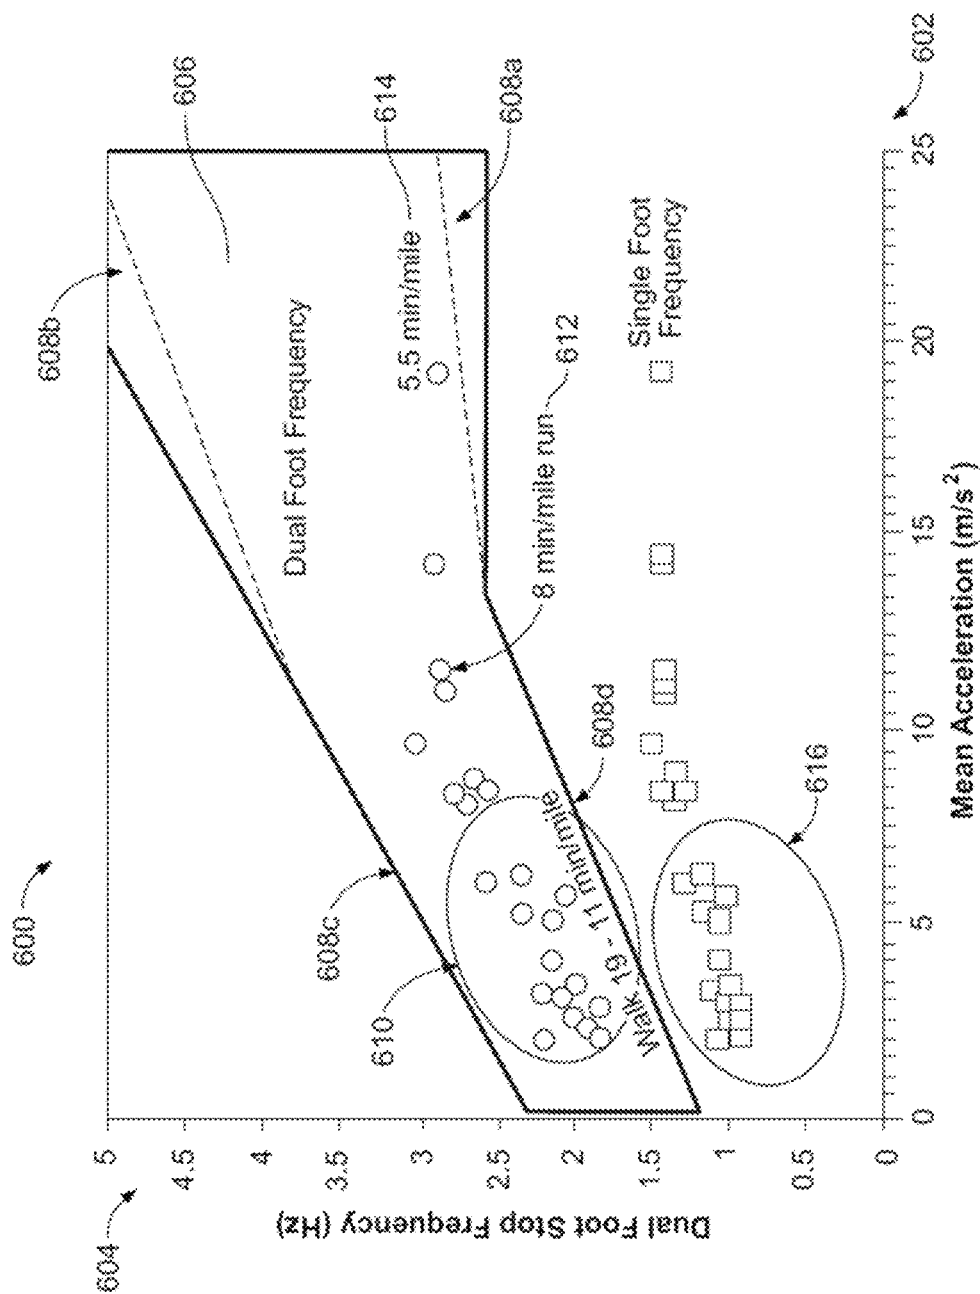 600
604
602
608b
606
614
608a
608c
610
Dual Foot Frequency
5.5 min/mile
8 min/mile run
612
Single Foot
Frequency
Walk, 19 - 11 min/mile
608d
616
5
4.5
4
3.5
3
2.5
2
1.5
1
0.5
0
Dual Foot Stop Frequency (Hz)
0
5
10
15
20
25
Mean Acceleration (m/s²)